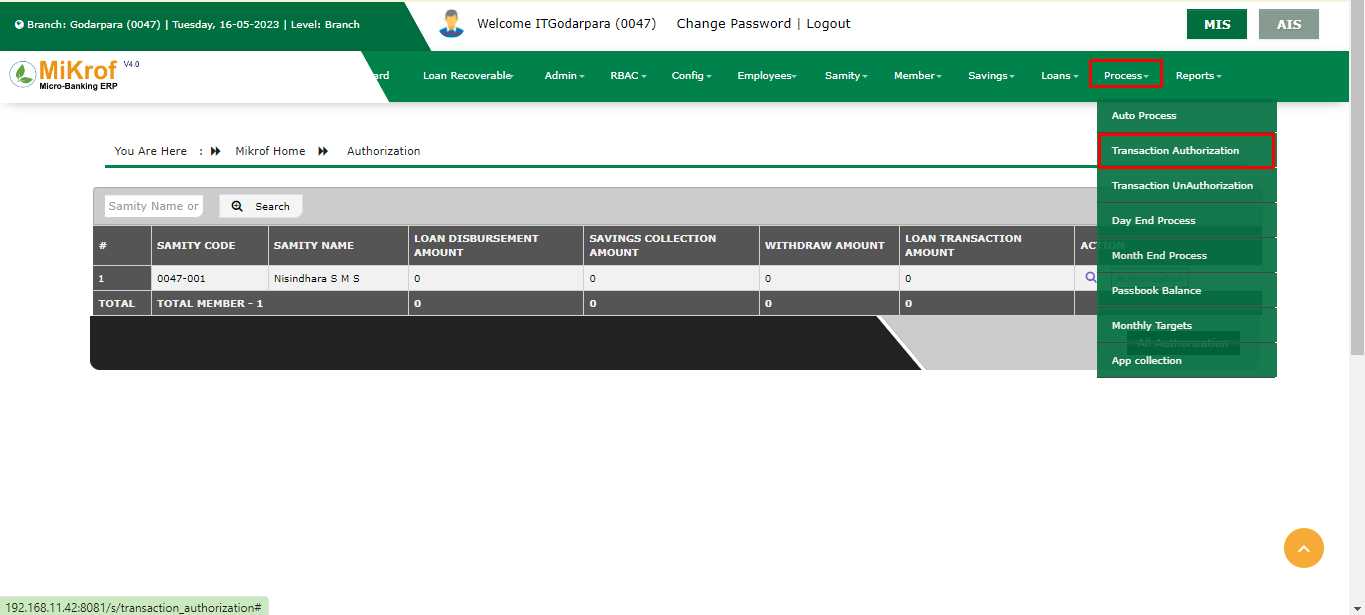 Branch: Godarpara (0047) | Tuesday, 16-05-2023 | Level: Branch
Welcome ITGodarpara (0047) Change Password | Logout
MIS AIS
MiKrof V4.0
Micro-Banking ERP
ard Loan Recoverable Admin RBAC Config Employees Samity Member Savings Loans Process Reports
Auto Process
Transaction Authorization
Transaction UnAuthorization
Day End Process
Month End Process
Passbook Balance
Monthly Targets
App collection
You Are Here : Mikrof Home Authorization
Samity Name or Search
# SAMITY CODE SAMITY NAME LOAN DISBURSEMENT AMOUNT SAVINGS COLLECTION AMOUNT WITHDRAW AMOUNT LOAN TRANSACTION AMOUNT ACTION
1 0047-001 Nisindhara S M S 0 0 0 0 Authorization
TOTAL TOTAL MEMBER - 1 0 0 0 0
All Authorization
192.168.11.42:8081/s/transaction_authorization#